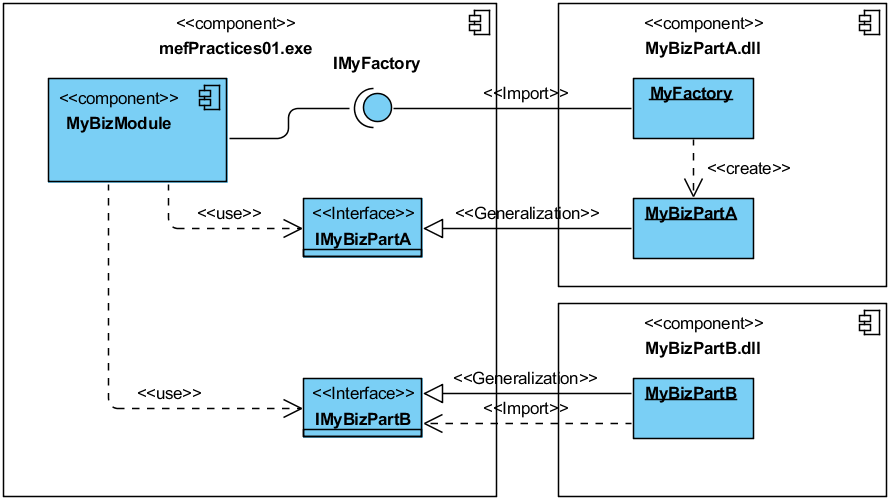 <<component>>
mefPractices01.exe
IMyFactory
<<component>>
MyBizModule
<<use>>
<<Interface>>
IMyBizPartA
<<use>>
<<Interface>>
IMyBizPartB
<<Import>>
<<Generalization>>
<<Generalization>>
<<Import>>
<<component>>
MyBizPartA.dll
MyFactory
<<create>>
MyBizPartA
<<component>>
MyBizPartB.dll
MyBizPartB